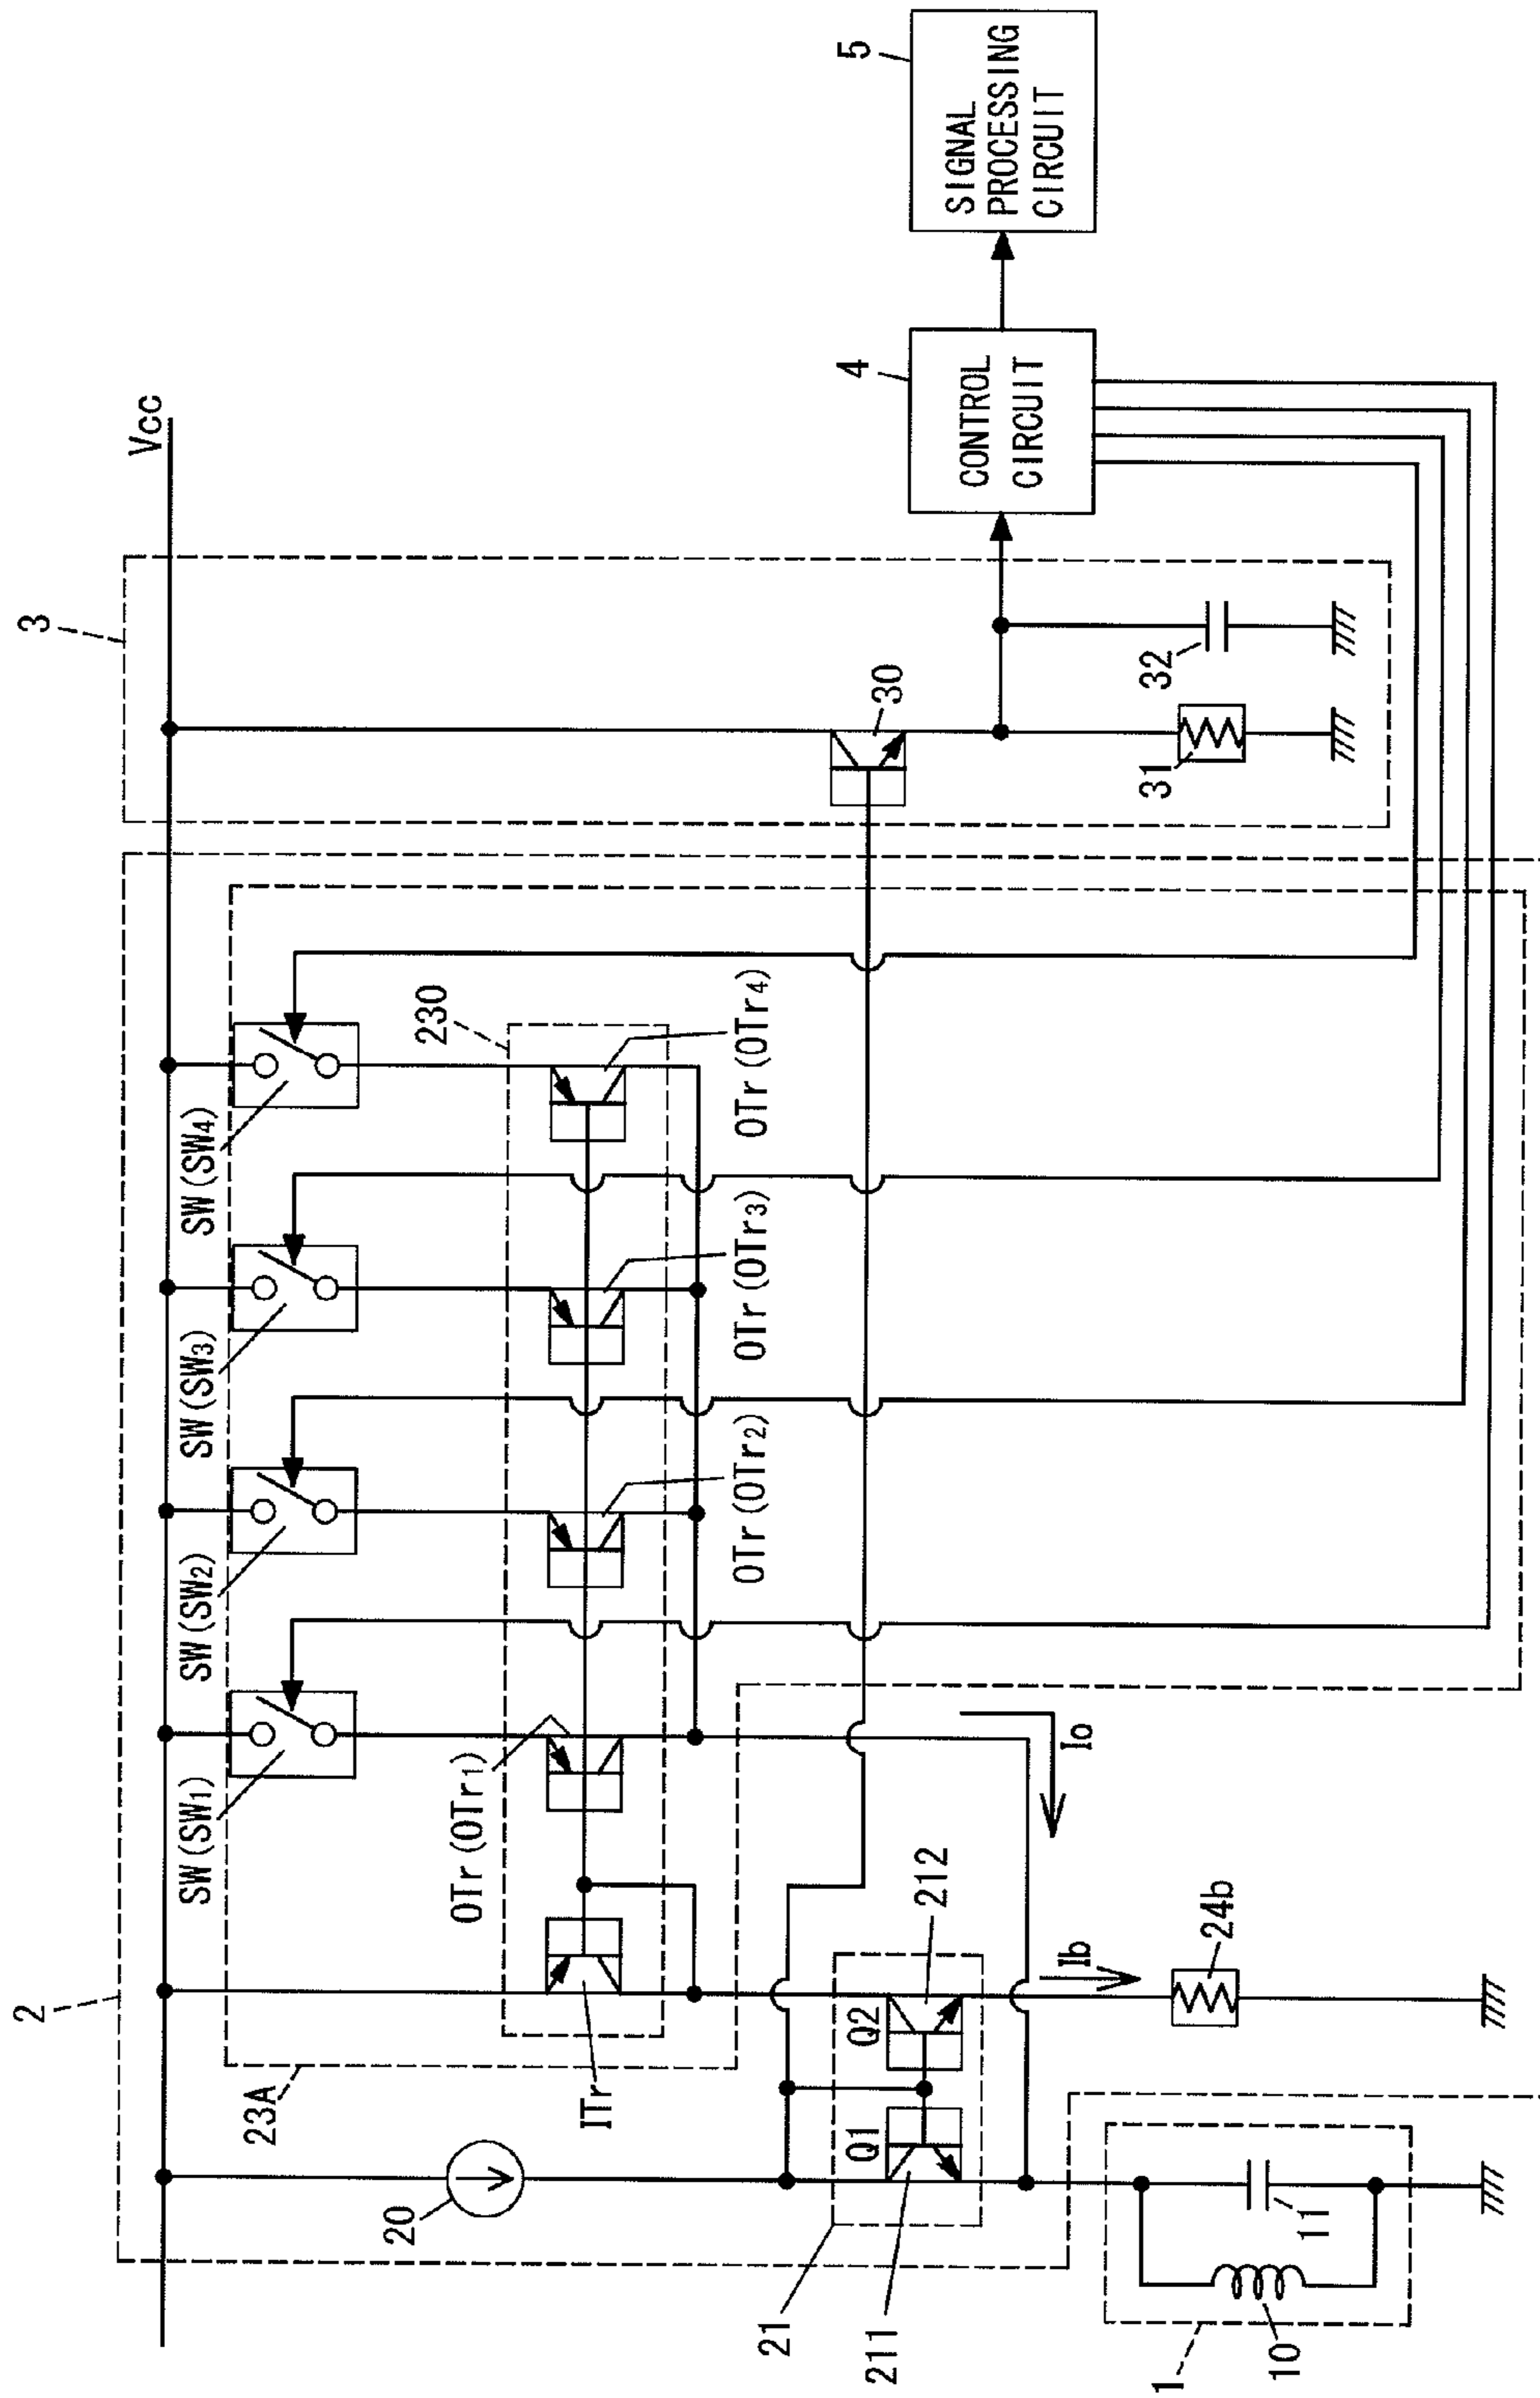 2
3
Vcc
5
SIGNAL
PROCESSING
CIRCUIT
4
CONTROL
CIRCUIT
SW(SW1)
SW(SW2)
SW(SW3)
SW(SW4)
23A
230
OTr(OTr1)
OTr(OTr2)
OTr(OTr3)
OTr(OTr4)
ITr
20
30
21
211
Q1
Q2
212
Io
Ib
24b
31
32
1
10
11